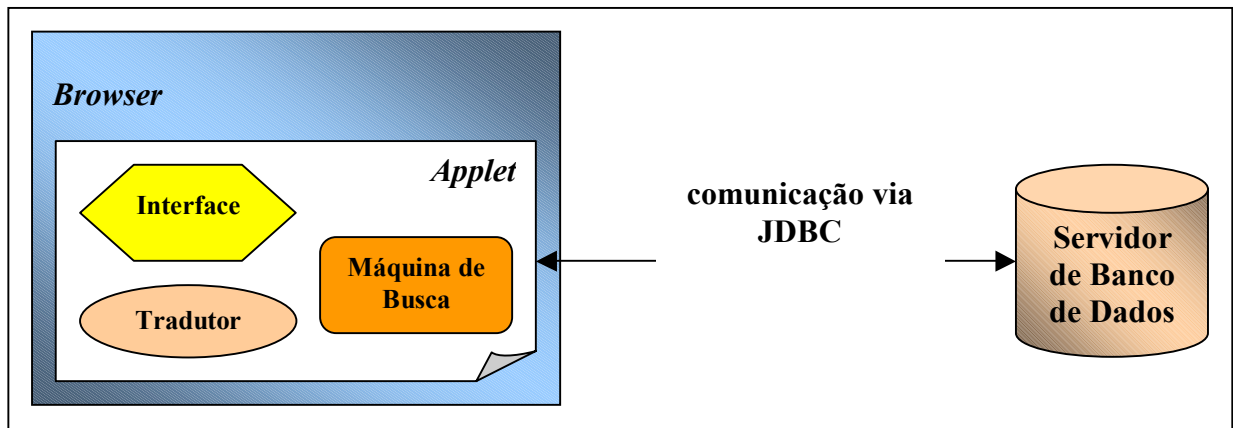 Browser
Applet
Interface
Máquina de
Busca
Tradutor
comunicação via
JDBC
Servidor
de Banco
de Dados